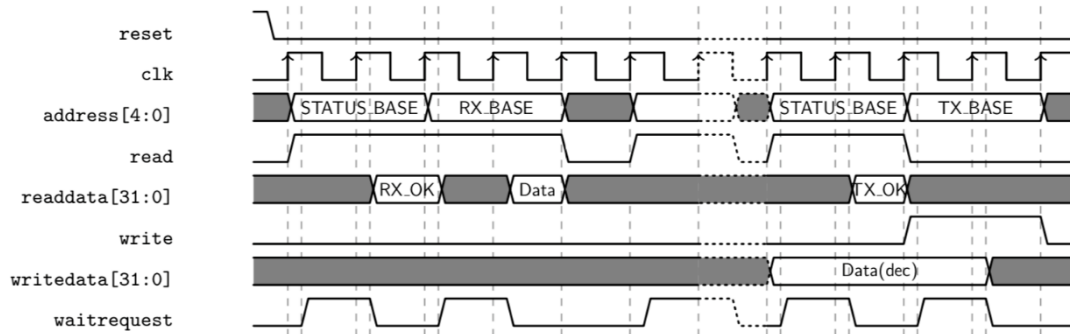 reset
clk
address[4:0] STATUS_BASE RX_BASE STATUS_BASE TX_BASE
read
readdata[31:0] RX_OK Data TX_OK
write
writedata[31:0] Data(dec)
waitrequest